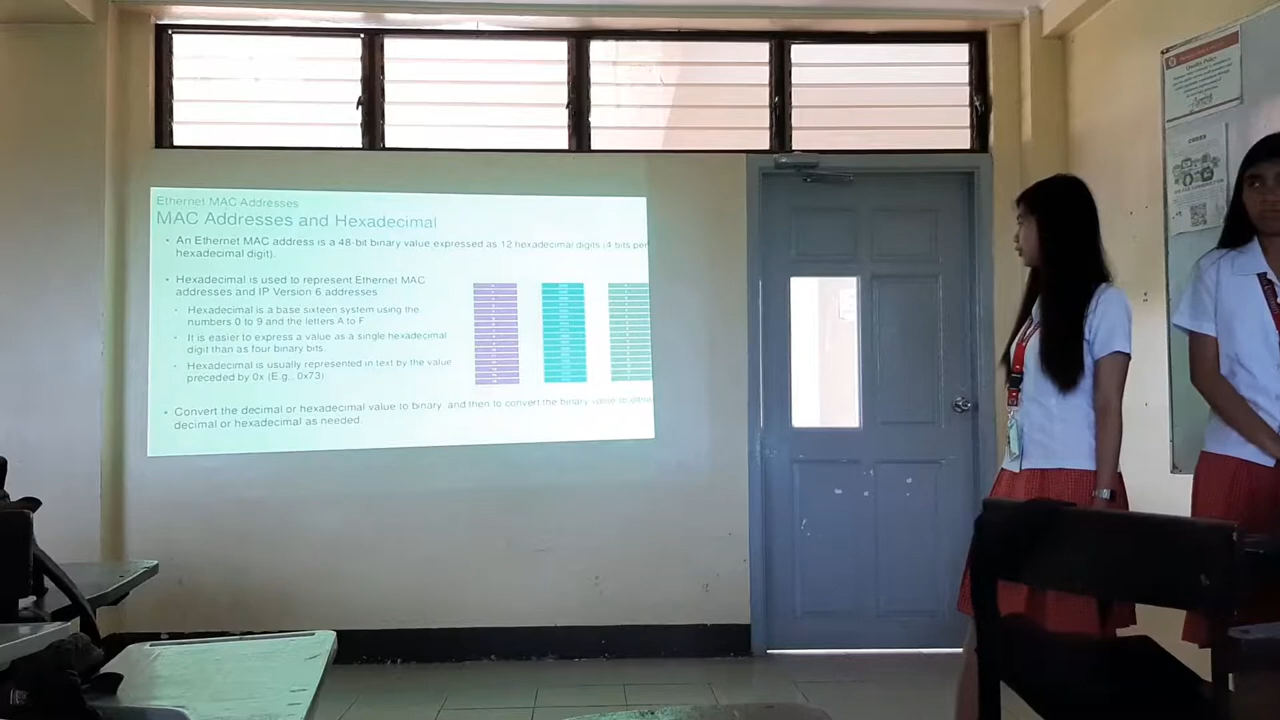 Ethernet MAC Addresses
MAC Addresses and Hexadecimal
• An Ethernet MAC address is a 48-bit binary value expressed as 12 hexadecimal digits (4 bits per
hexadecimal digit).
• Hexadecimal is used to represent Ethernet MAC
addresses and IP Version 6 addresses
• Hexadecimal is a base sixteen system using the
numbers 0 to 9 and the letters A to F
• It is easier to express a value as a single hexadecimal
digit than as four binary bits.
• Hexadecimal is usually represented in text by the value
preceded by 0x (E.g., 0x73)
• Convert the decimal or hexadecimal value to binary, and then to convert the binary value to eithe
decimal or hexadecimal as needed.
Quality Policy